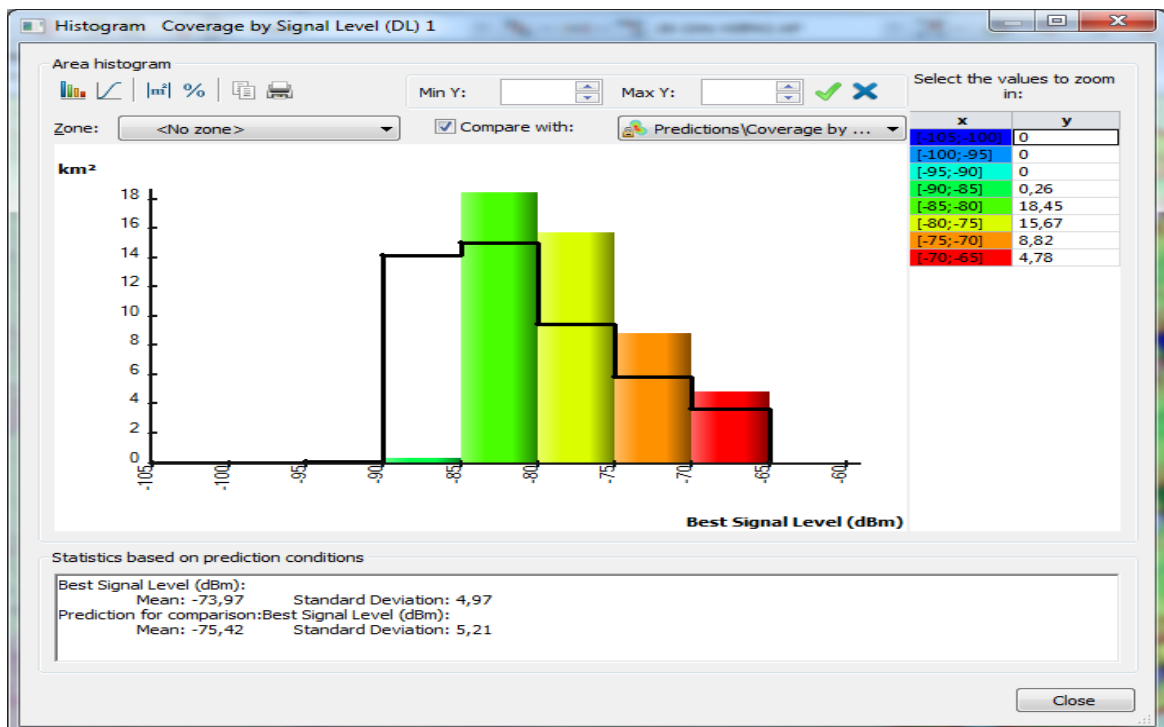 Histogram Coverage by Signal Level (DL) 1
Area histogram
|m²| %
Min Y:
Max Y:
Select the values to zoom in:
Zone: <No zone>
Compare with: Predictions\Coverage by ...
x y
[-105;-100] 0
[-100;-95] 0
[-95;-90] 0
[-90;-85] 0,26
[-85;-80] 18,45
[-80;-75] 15,67
[-75;-70] 8,82
[-70;-65] 4,78
km²
18
16
14
12
10
8
6
4
2
0
-105 -100 -95 -90 -85 -80 -75 -70 -65 -60
Best Signal Level (dBm)
Statistics based on prediction conditions
Best Signal Level (dBm):
Mean: -73,97 Standard Deviation: 4,97
Prediction for comparison:Best Signal Level (dBm):
Mean: -75,42 Standard Deviation: 5,21
Close